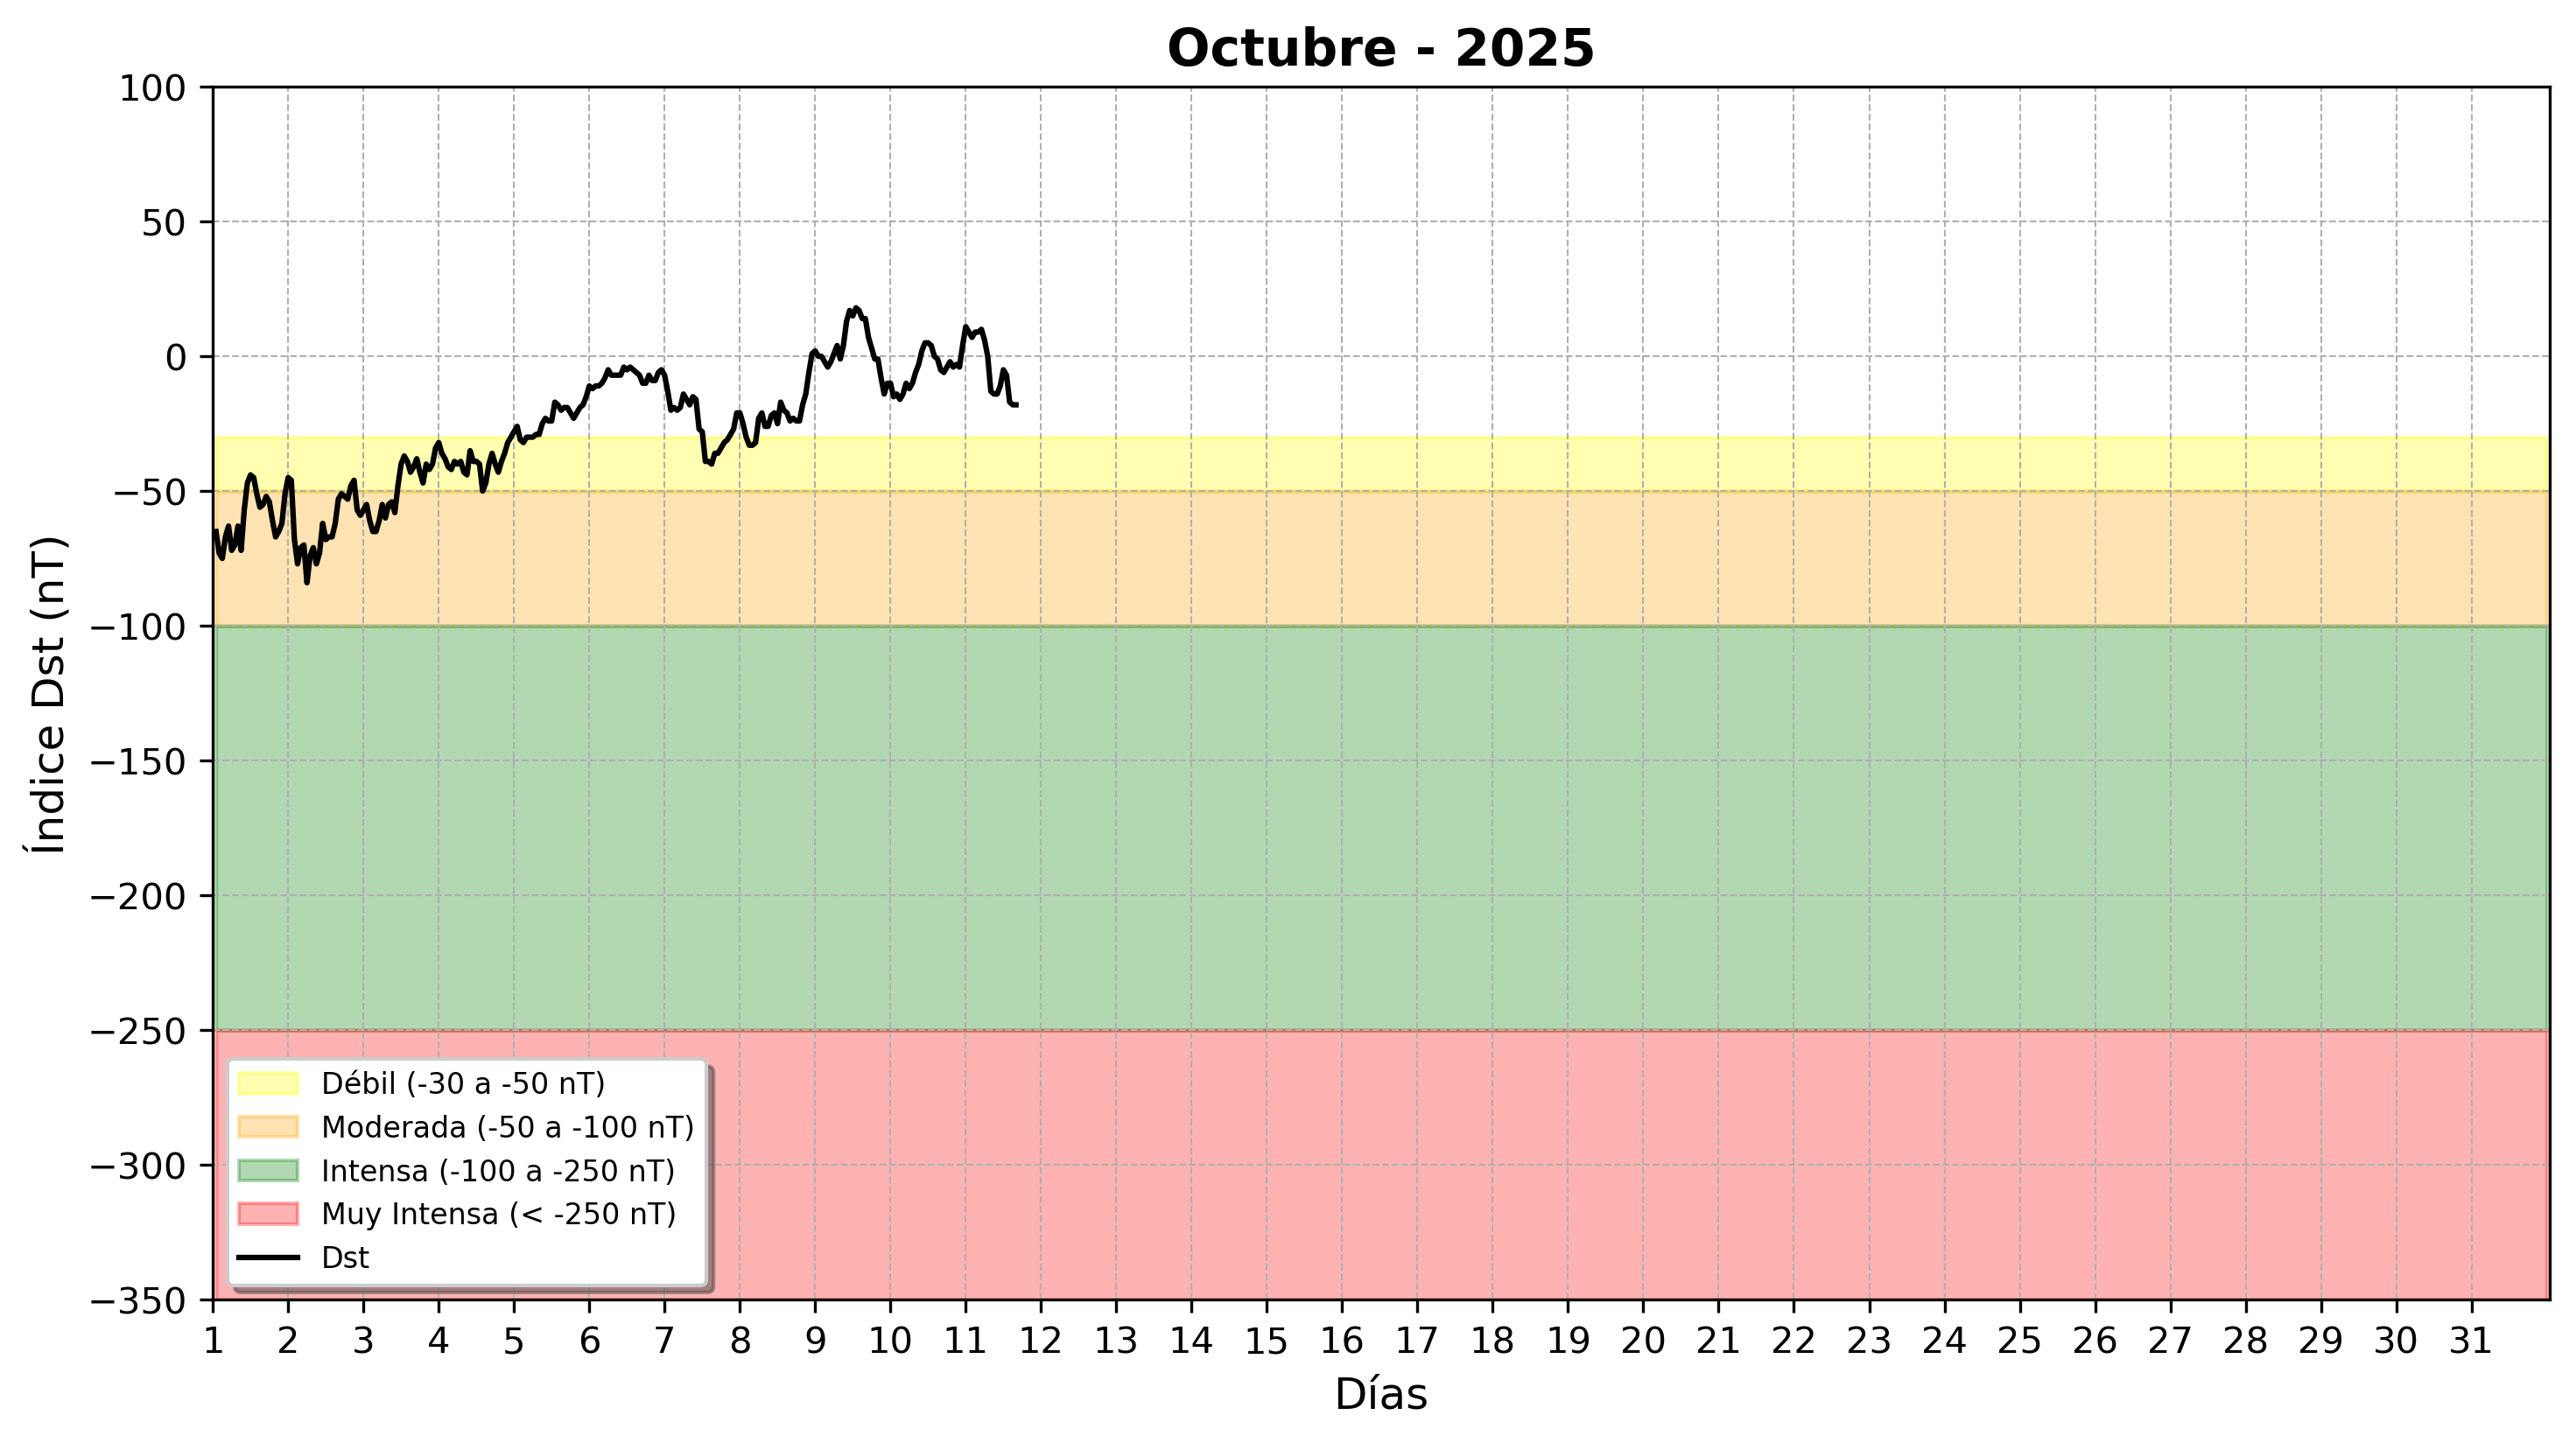 Octubre - 2025
Índice Dst (nT)
100
50
0
−50
−100
−150
−200
−250
−300
−350
Débil (-30 a -50 nT)
Moderada (-50 a -100 nT)
Intensa (-100 a -250 nT)
Muy Intensa (< -250 nT)
Dst
1 2 3 4 5 6 7 8 9 10 11 12 13 14 15 16 17 18 19 20 21 22 23 24 25 26 27 28 29 30 31
Días